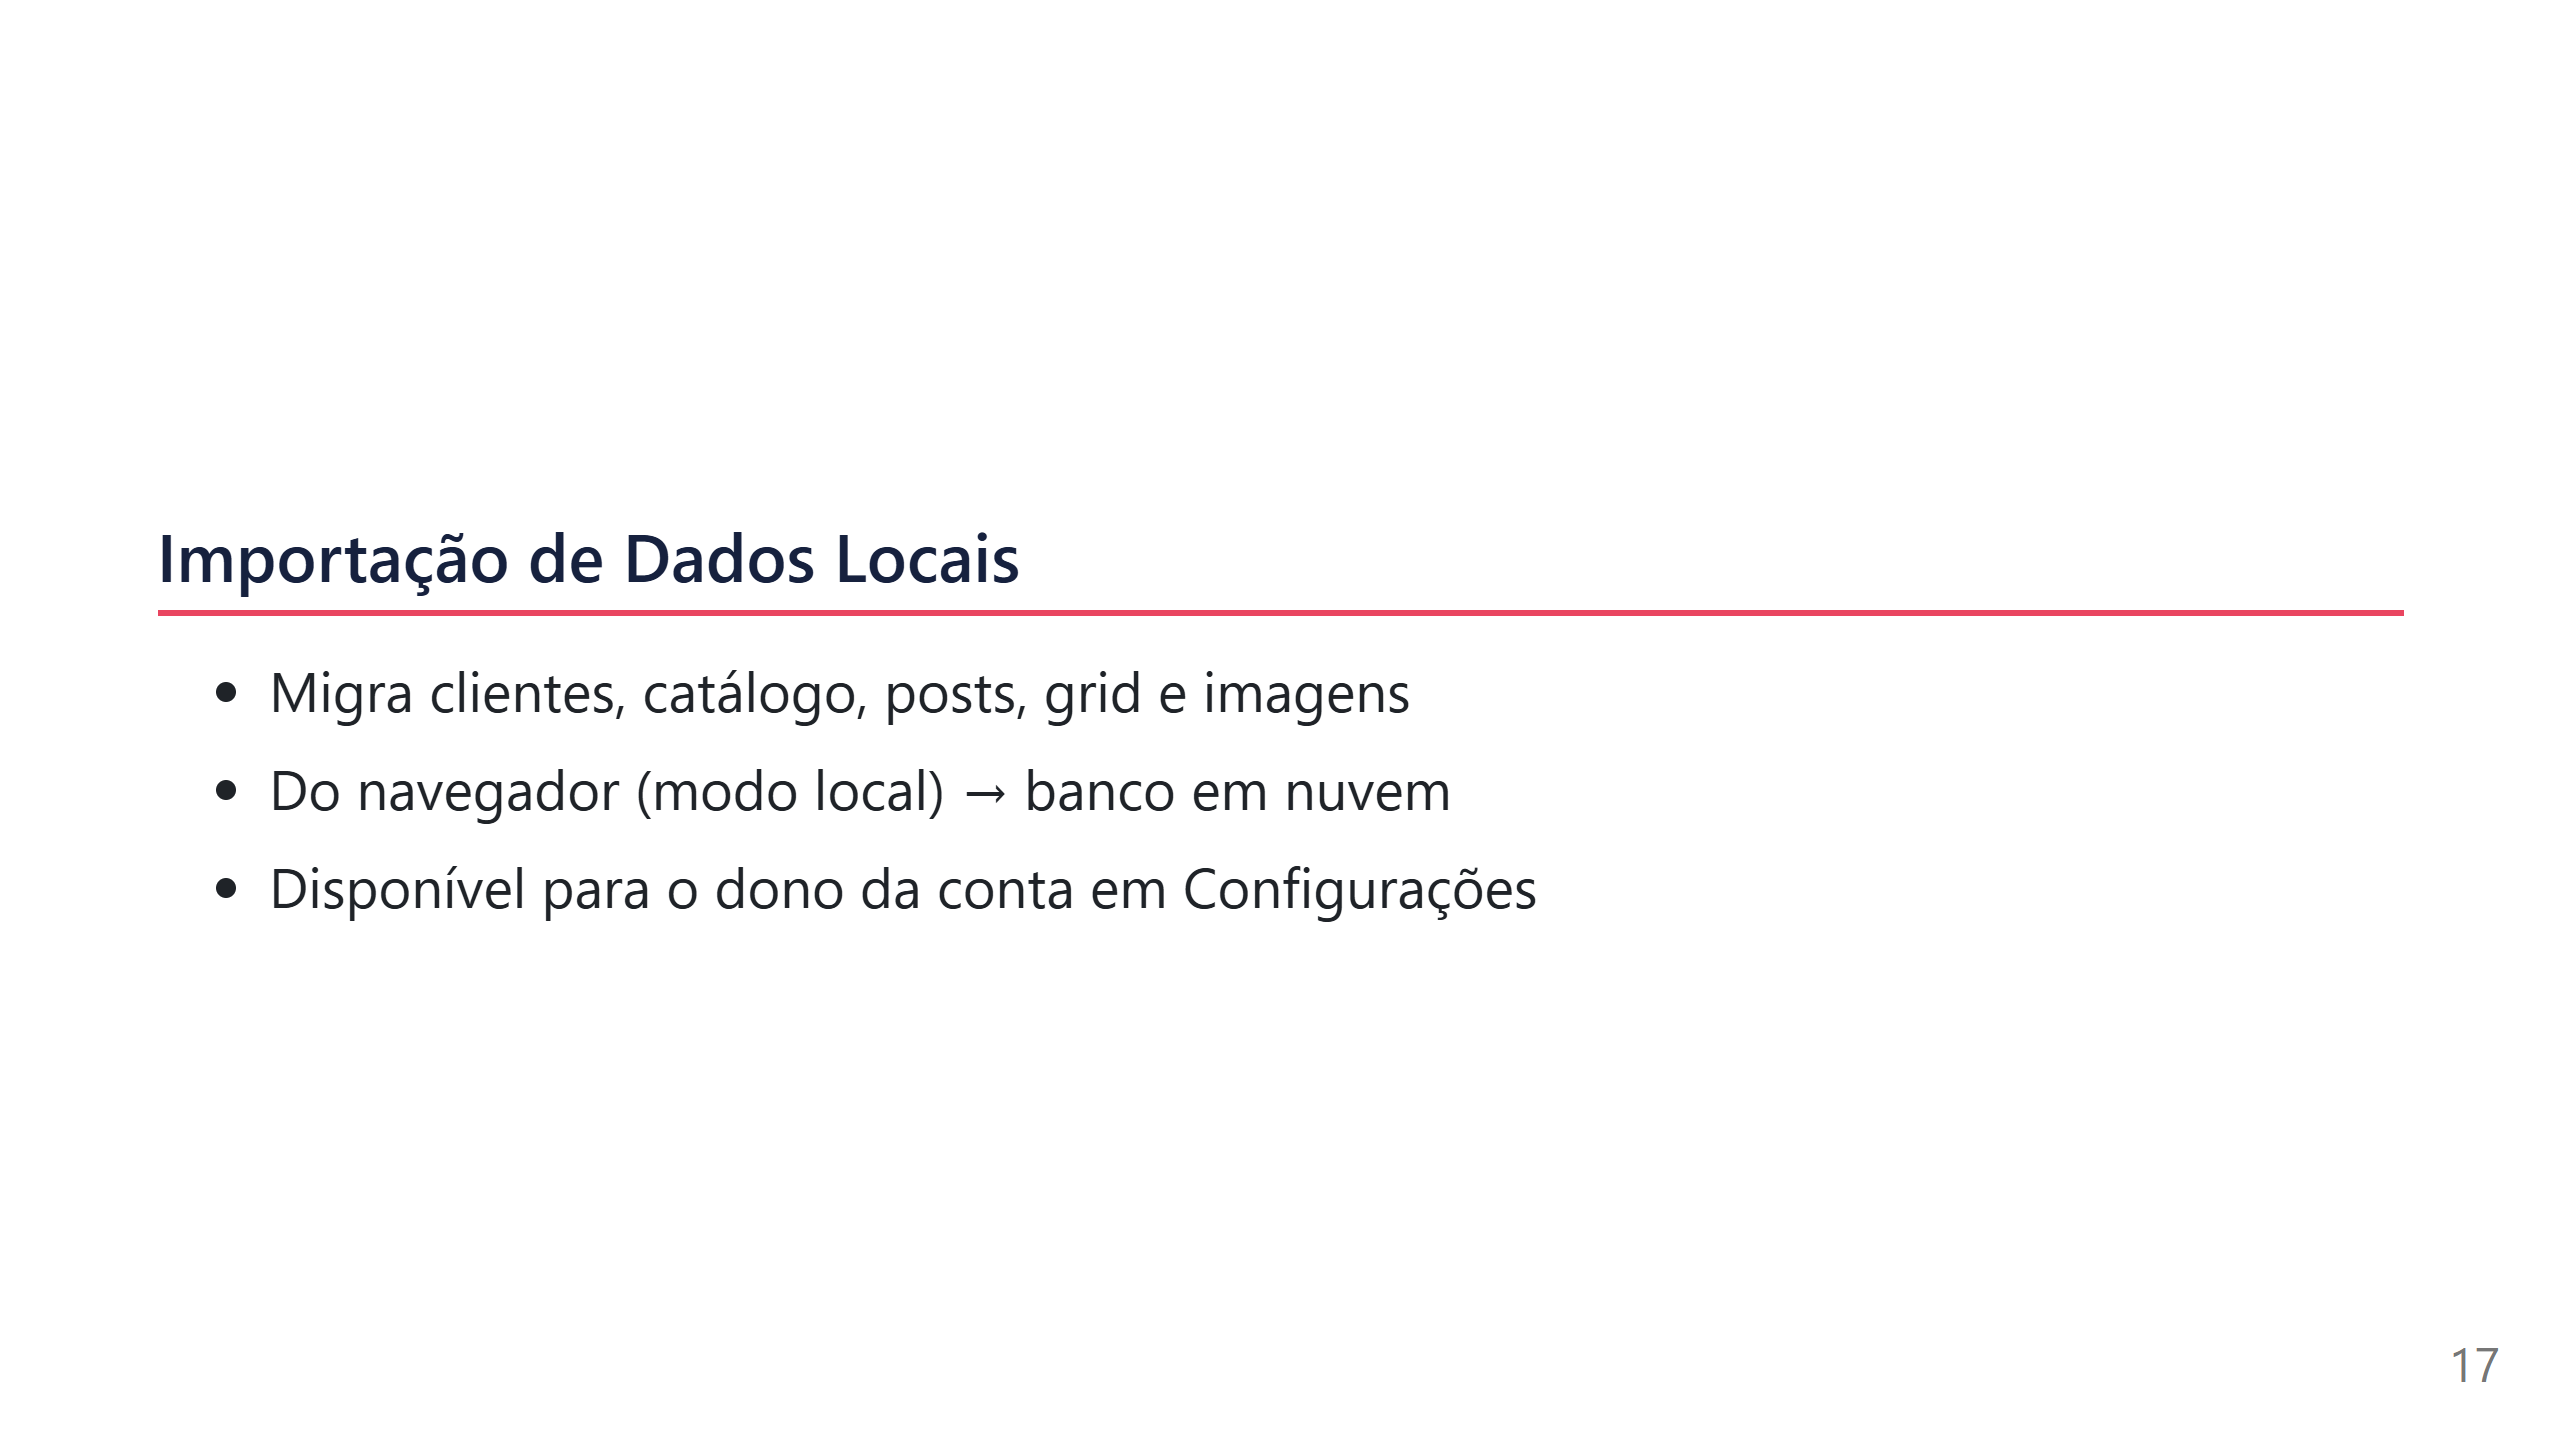 Importação de Dados Locais
• Migra clientes, catálogo, posts, grid e imagens
• Do navegador (modo local) → banco em nuvem
• Disponível para o dono da conta em Configurações
17